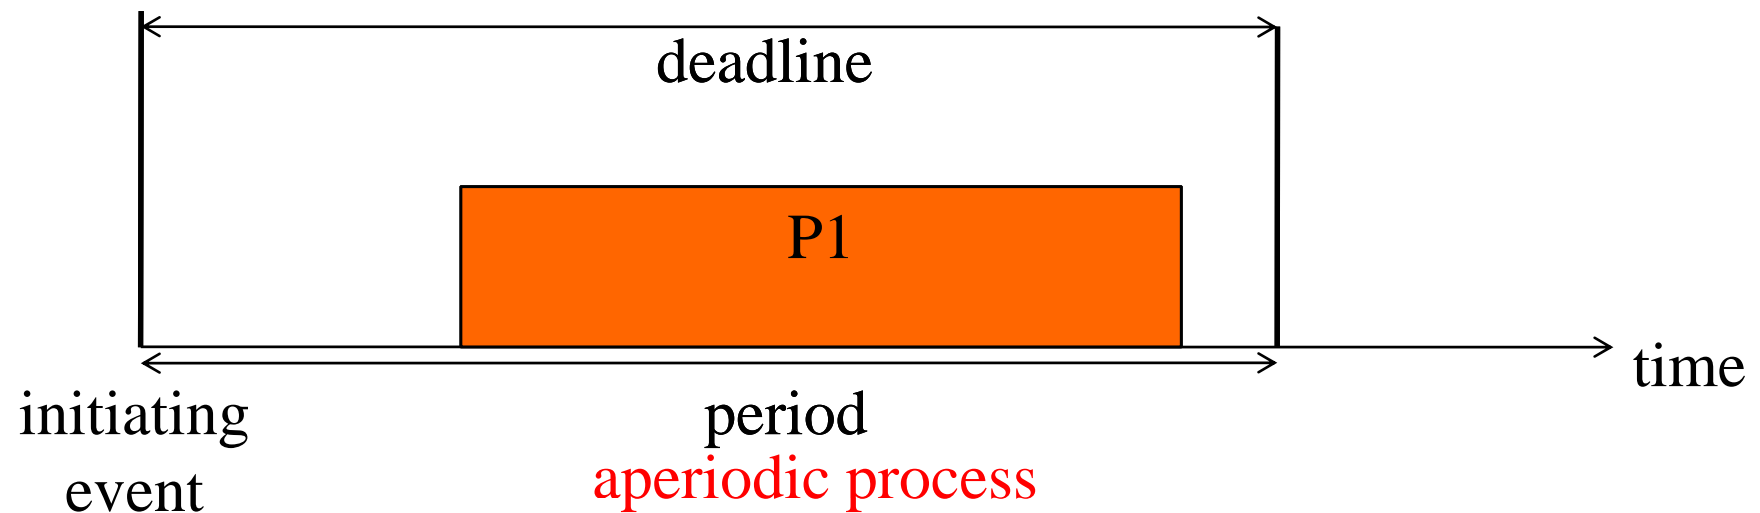 deadline
P1
time
initiating
event
period
aperiodic process